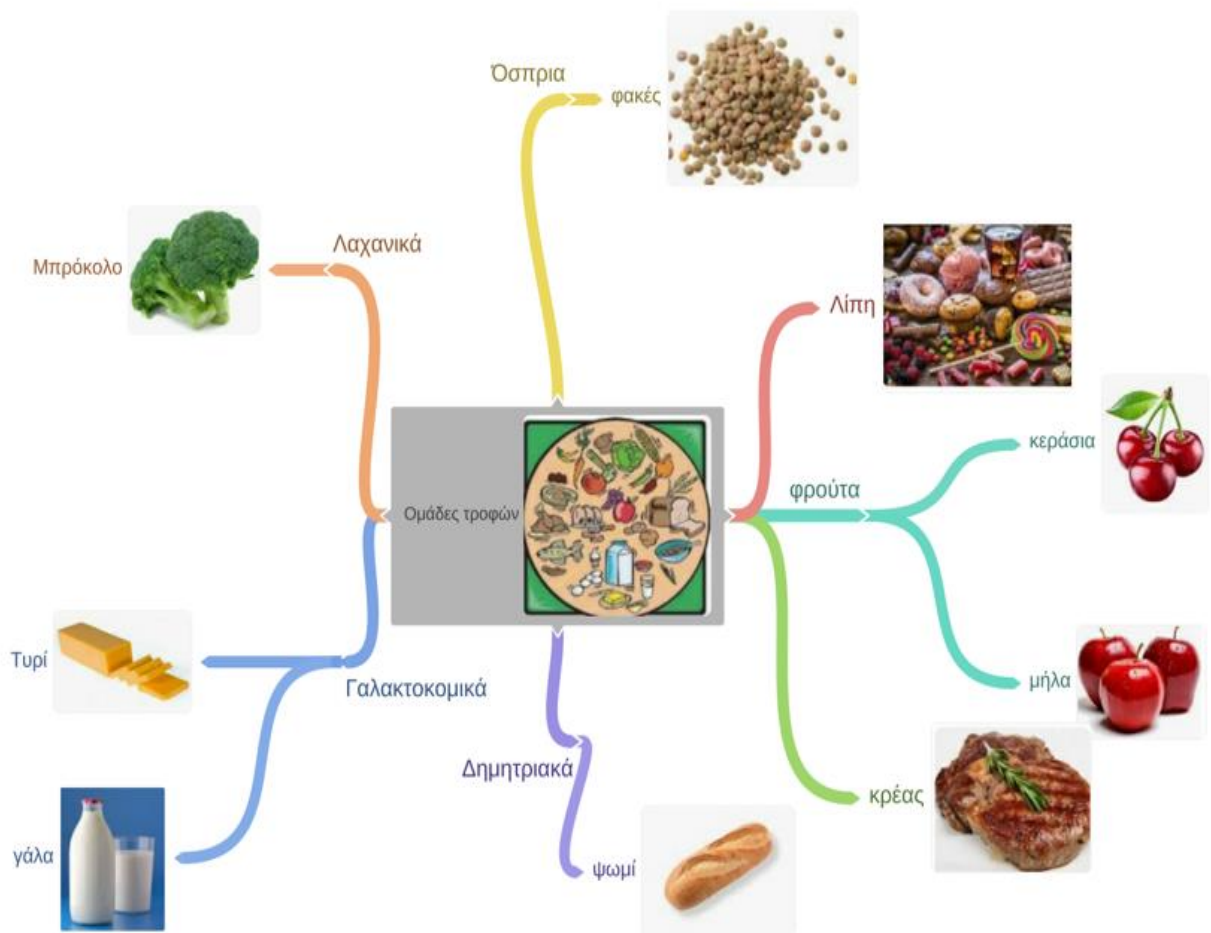 Όσπρια
φακές
Λαχανικά
Μπρόκολο
Λίπη
κεράσια
φρούτα
Ομάδες τροφών
μήλα
Τυρί
Γαλακτοκομικά
Δημητριακά
κρέας
γάλα
ψωμί